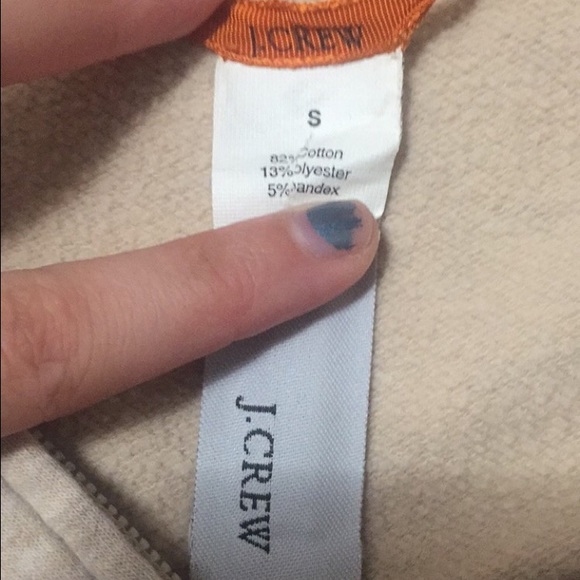 J.CREW
S
82% cotton
13% olyester
5% andex
J.CREW